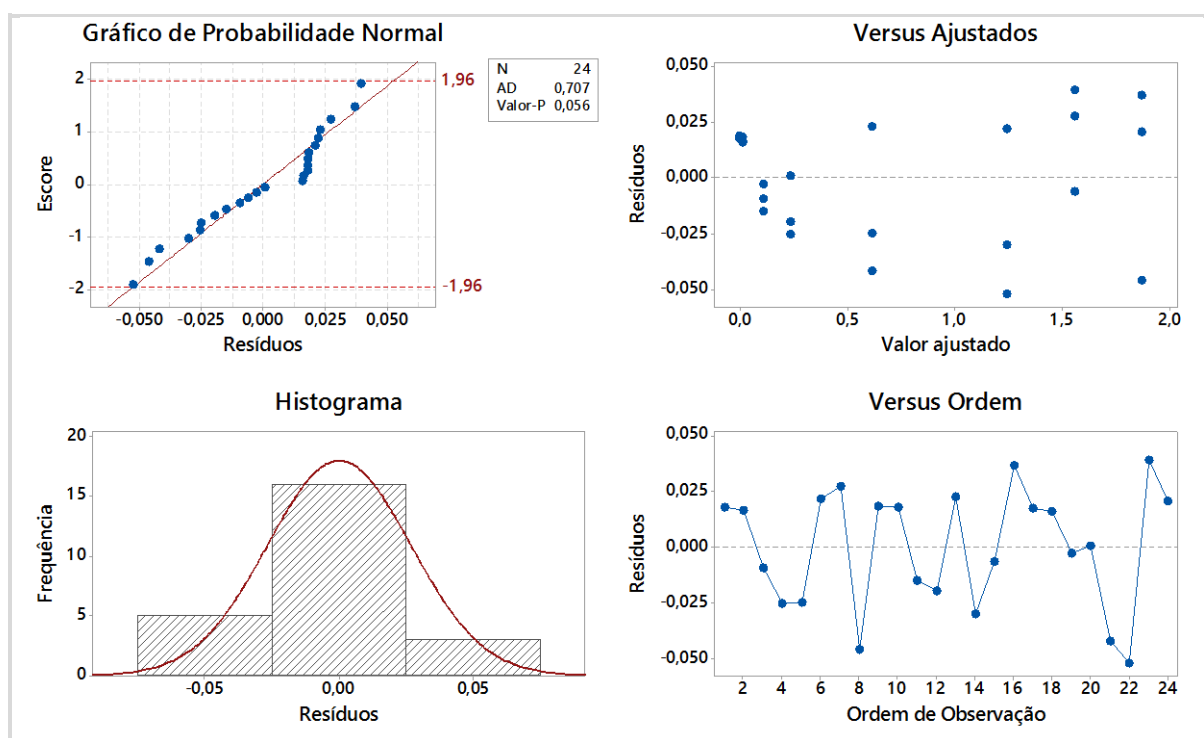 Gráfico de Probabilidade Normal
2
1
0
-1
-2
Escore
1,96
-1,96
-0,050 -0,025 0,000 0,025 0,050
Resíduos
N 24
AD 0,707
Valor-P 0,056
Versus Ajustados
0,050
0,025
0,000
-0,025
-0,050
Resíduos
0,0 0,5 1,0 1,5 2,0
Valor ajustado
Histograma
20
15
10
5
0
Frequência
-0,05 0,00 0,05
Resíduos
Versus Ordem
0,050
0,025
0,000
-0,025
-0,050
Resíduos
2 4 6 8 10 12 14 16 18 20 22 24
Ordem de Observação